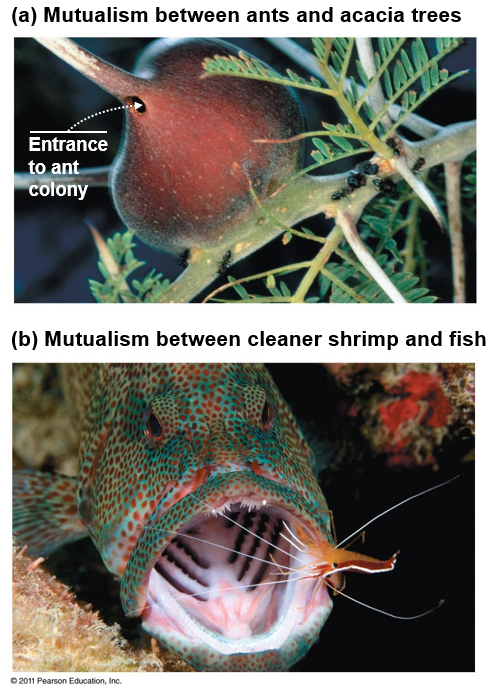 (a) Mutualism between ants and acacia trees
Entrance
to ant
colony
(b) Mutualism between cleaner shrimp and fish
© 2011 Pearson Education, Inc.